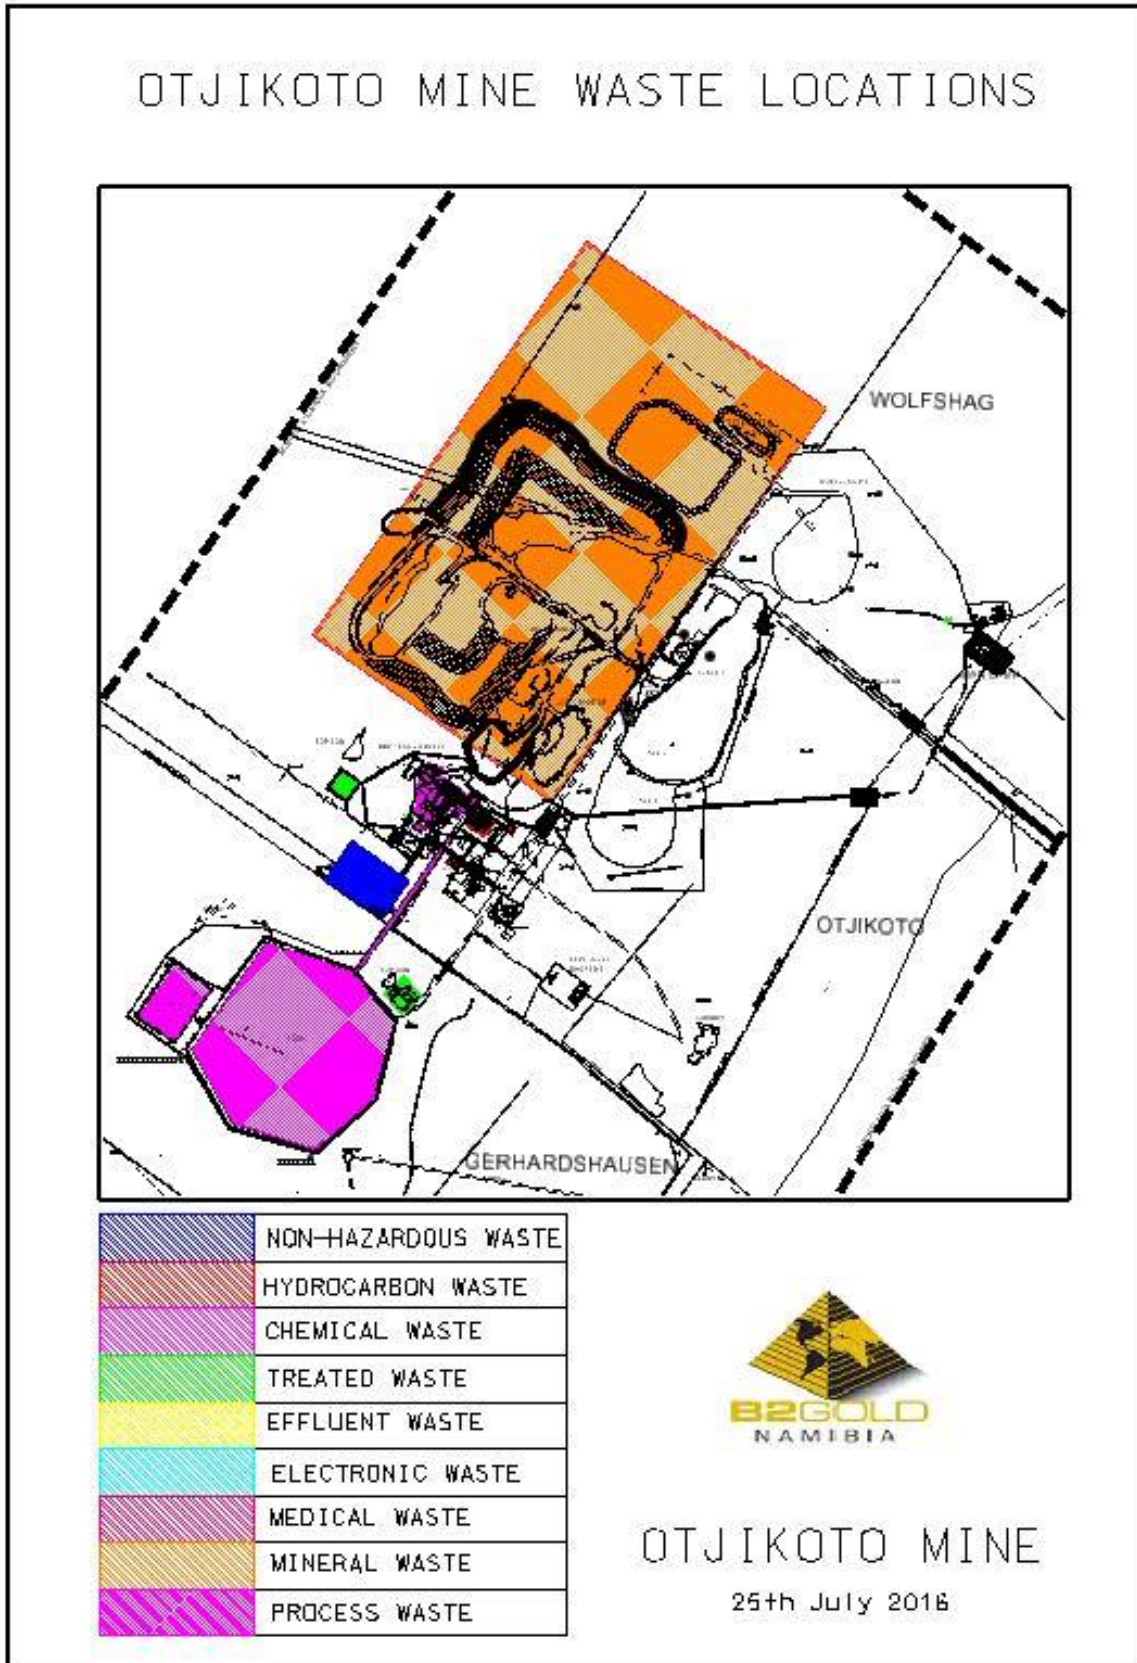 OTJIKOTO MINE WASTE LOCATIONS
WOLFSHAG
OTJIKOTO
GERHARDSHAUSEN
NON-HAZARDOUS WASTE
HYDROCARBON WASTE
CHEMICAL WASTE
TREATED WASTE
EFFLUENT WASTE
ELECTRONIC WASTE
MEDICAL WASTE
MINERAL WASTE
PROCESS WASTE
B2GOLD
NAMIBIA
OTJIKOTO MINE
25th July 2016